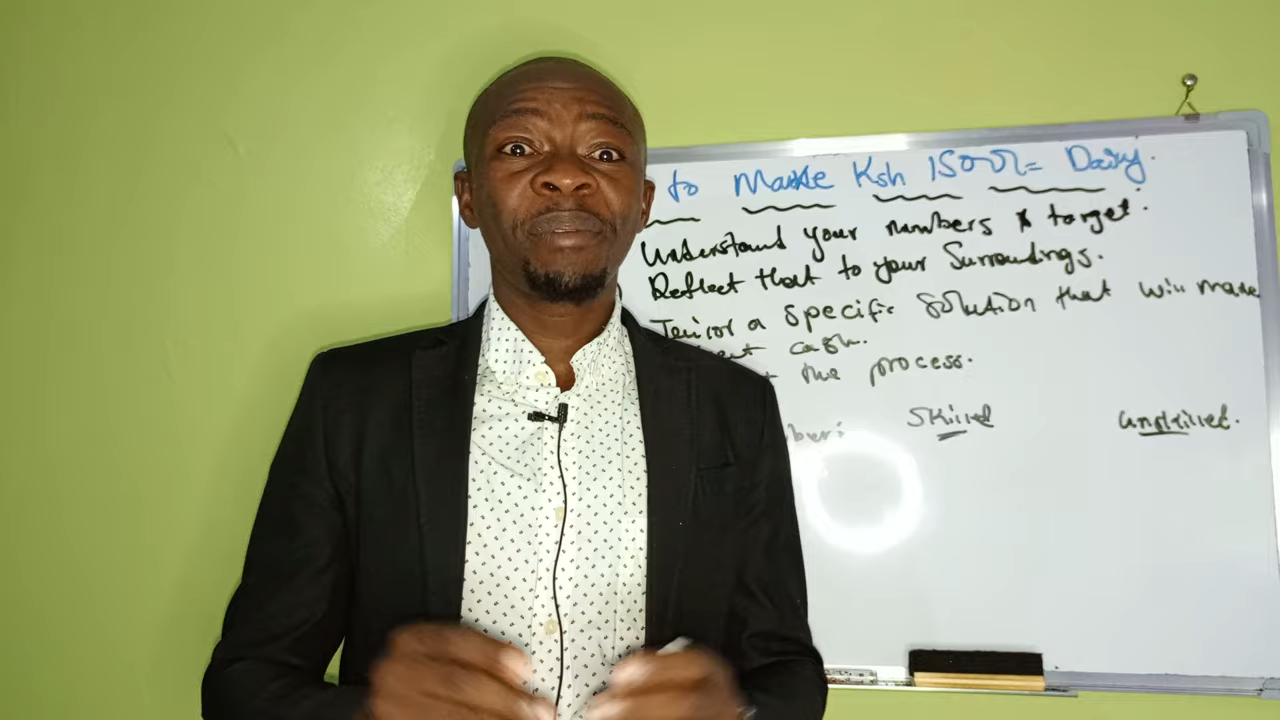 to Make Ksh 1500/= Daily.
Understand your numbers & target.
Reflect that to your Surroundings.
a specific Solution that will make
cash.
the process.
Skilled
unskilled.